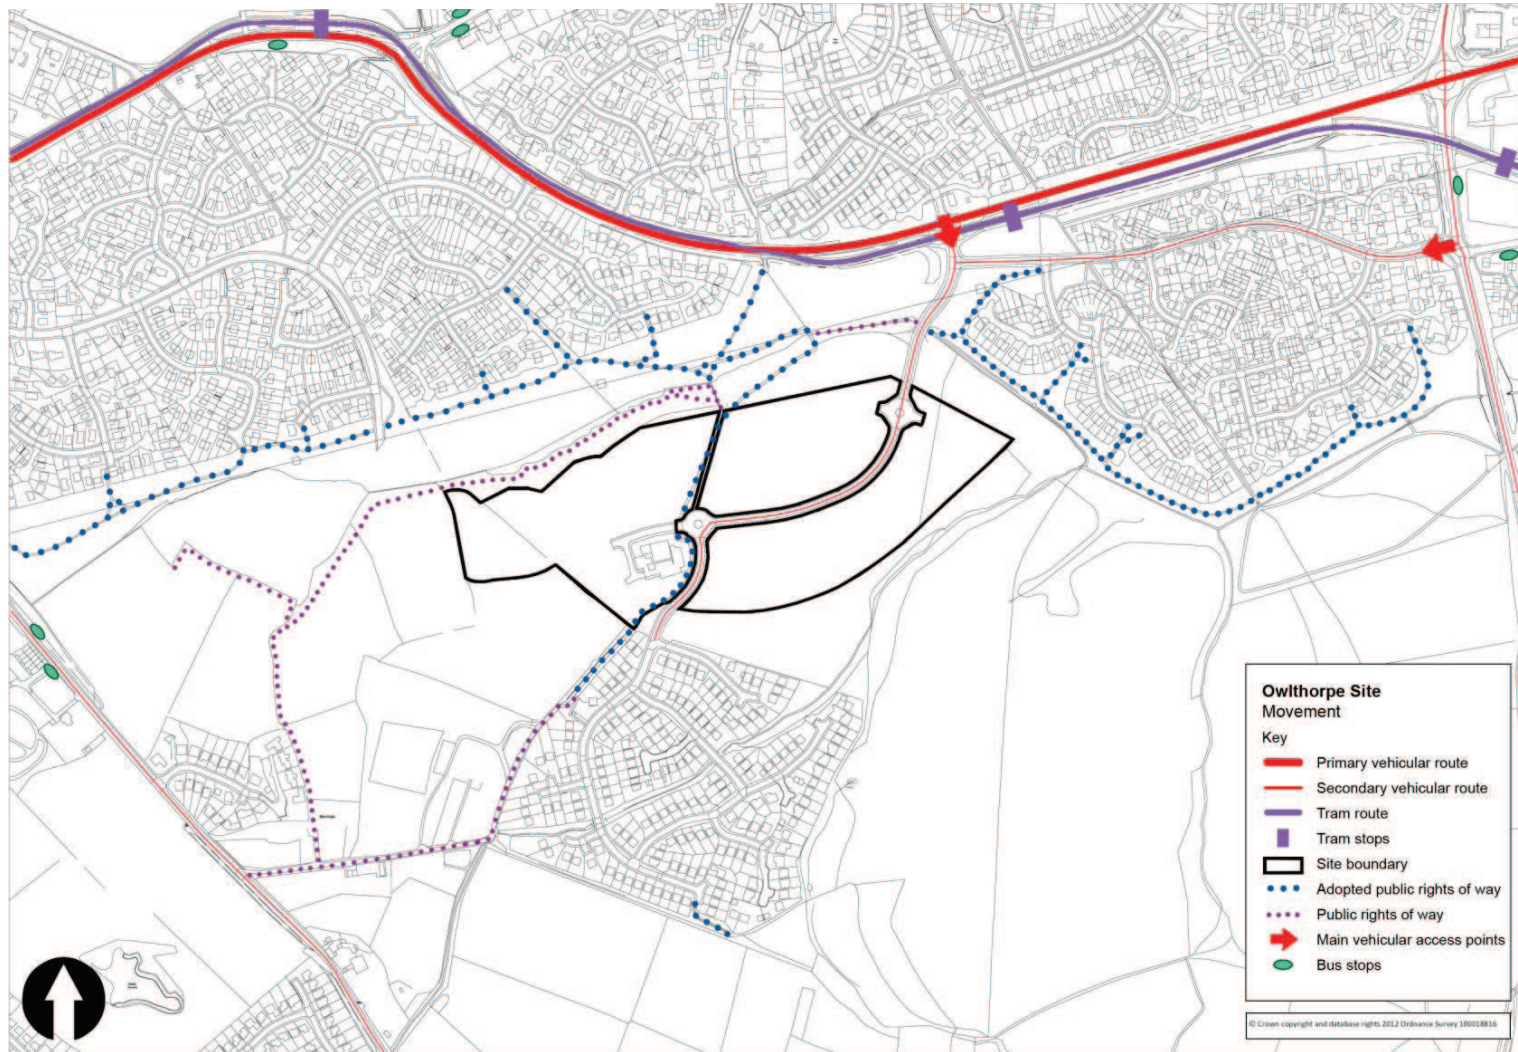 Owlthorpe Site
Movement
Key
Primary vehicular route
Secondary vehicular route
Tram route
Tram stops
Site boundary
Adopted public rights of way
Public rights of way
Main vehicular access points
Bus stops
© Crown copyright and database rights 2012 Ordnance Survey 100018816